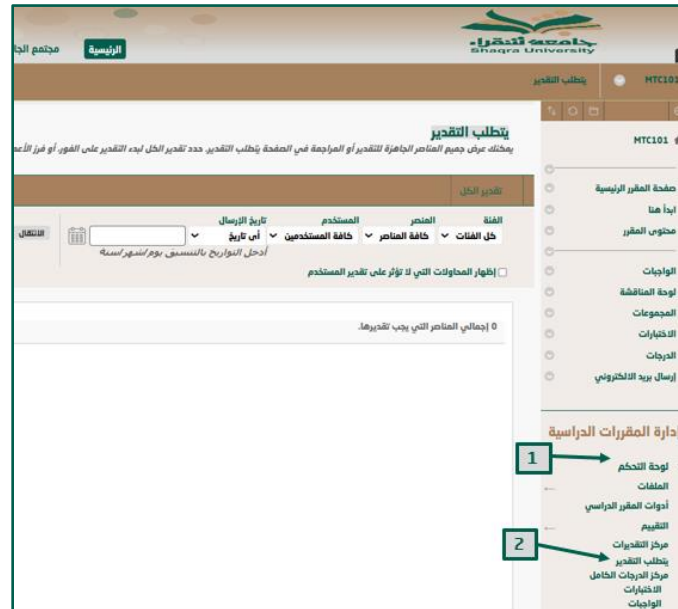 جامعة شقراء
Shaqra University
الرئيسية
مجتمع الجا
MTC101
يتطلب التقدير
يتطلب التقدير
يمكنك عرض جميع العناصر الجاهزة للتقدير أو المراجعة في الصفحة يتطلب التقدير. حدد تقدير الكل لبدء التقدير على الفور، أو فرز الأعم
تقدير الكل
الفئة العنصر المستخدم تاريخ الإرسال
كل الفئات كافة العناصر كافة المستخدمين أي تاريخ الانتقال
أدخل التواريخ بالتنسيق يوم/شهر/سنة
إظهار المحاولات التي لا تؤثر على تقدير المستخدم
0 إجمالي العناصر التي يجب تقديرها.
MTC101
صفحة المقرر الرئيسية
ابدأ هنا
محتوى المقرر
الواجبات
لوحة المناقشة
المجموعات
الاختبارات
الدرجات
إرسال بريد الالكتروني
دارة المقررات الدراسية
1
لوحة التحكم
الملفات
أدوات المقرر الدراسي
التقييم
مركز التقديرات
2
يتطلب التقدير
مركز الدرجات الكامل
الاختبارات
الواجبات